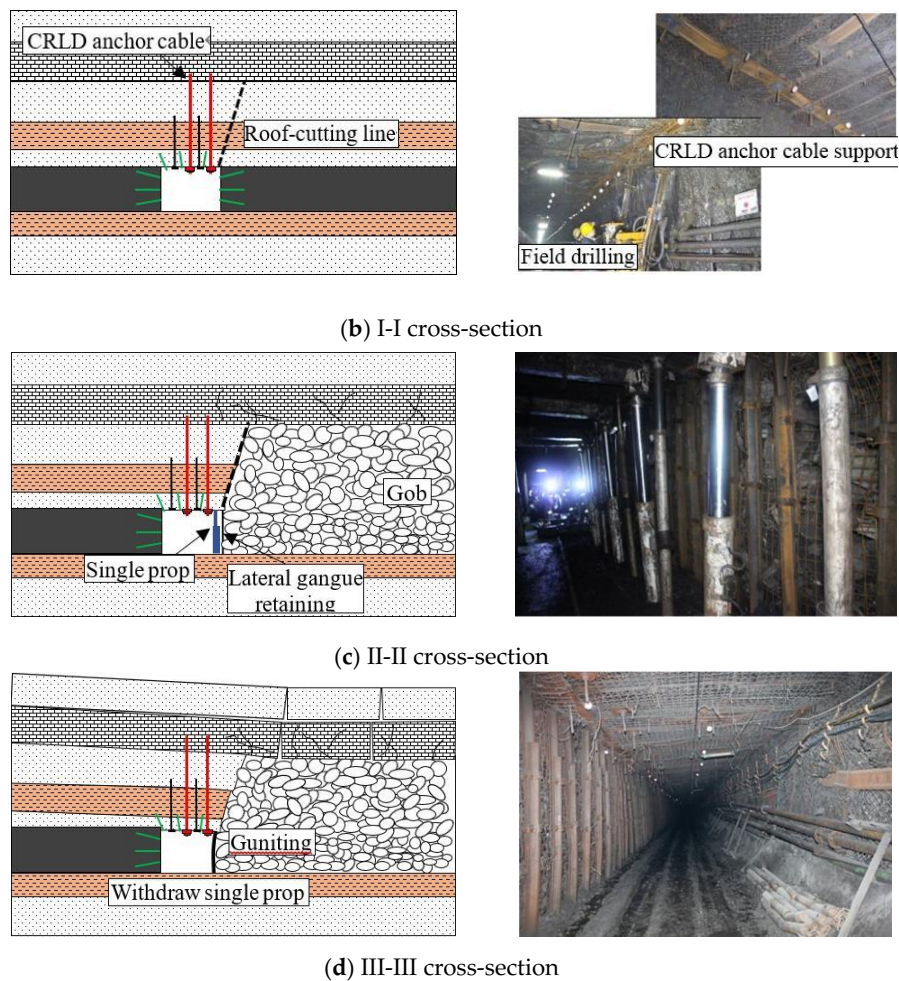 CRLD anchor cable
Roof-cutting line
CRLD anchor cable support
Field drilling
(b) I-I cross-section
Gob
Single prop
Lateral gangue
retaining
(c) II-II cross-section
Guniting
Withdraw single prop
(d) III-III cross-section